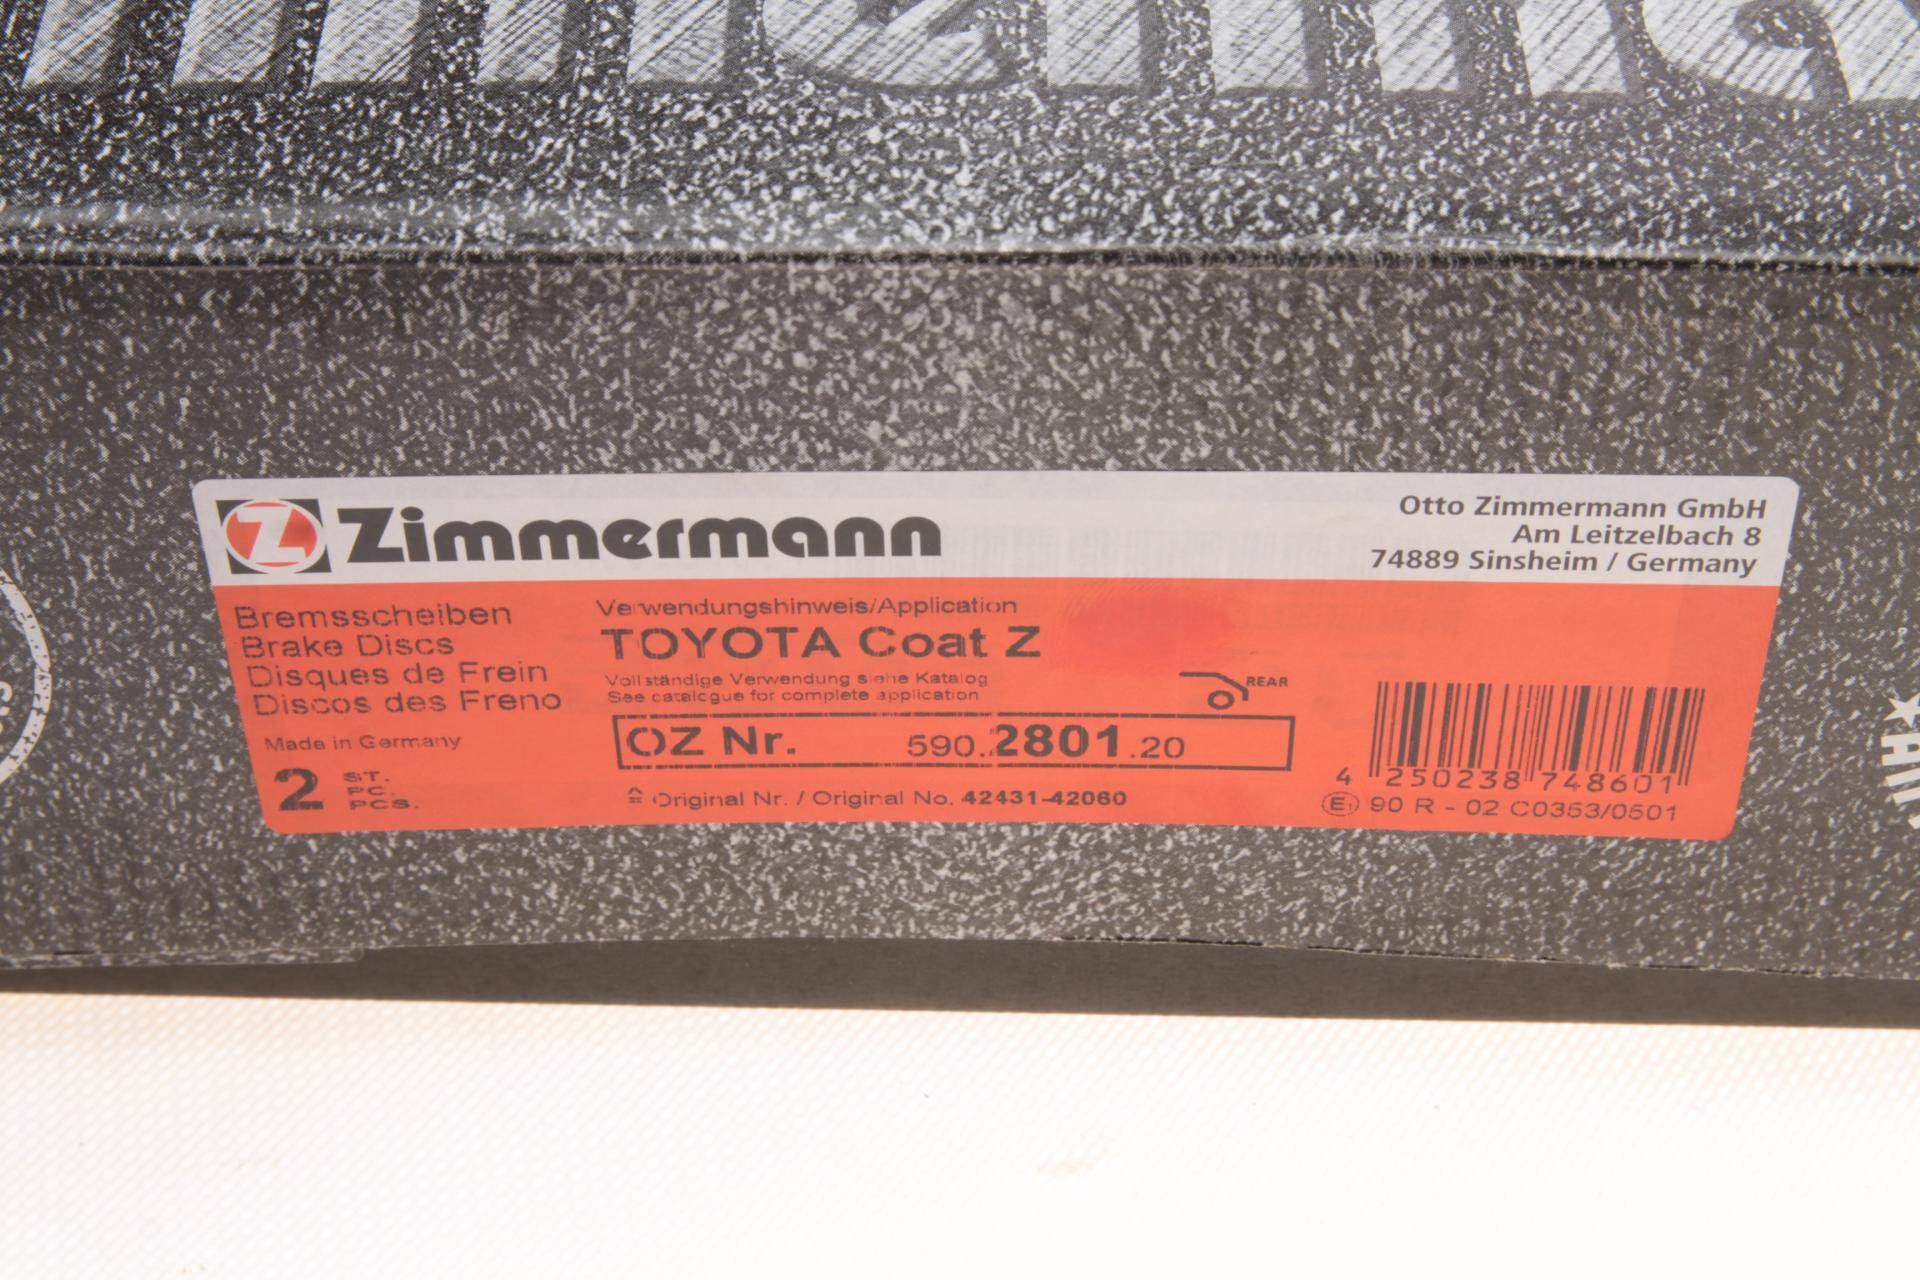 Zimmermann
Otto Zimmermann GmbH
Am Leitzelbach 8
74889 Sinsheim / Germany
Bremsscheiben
Brake Discs
Disques de Frein
Discos des Freno
Made in Germany
2 ST.
PC.
PCS.
Verwendungshinweis/Application
TOYOTA Coat Z
Vollständige Verwendung siehe Katalog
See catalogue for complete application
REAR
OZ Nr. 590.2801.20
≙ Original Nr. / Original No. 42431-42060
4 250238 748601
E1 90 R - 02 C0353/0501